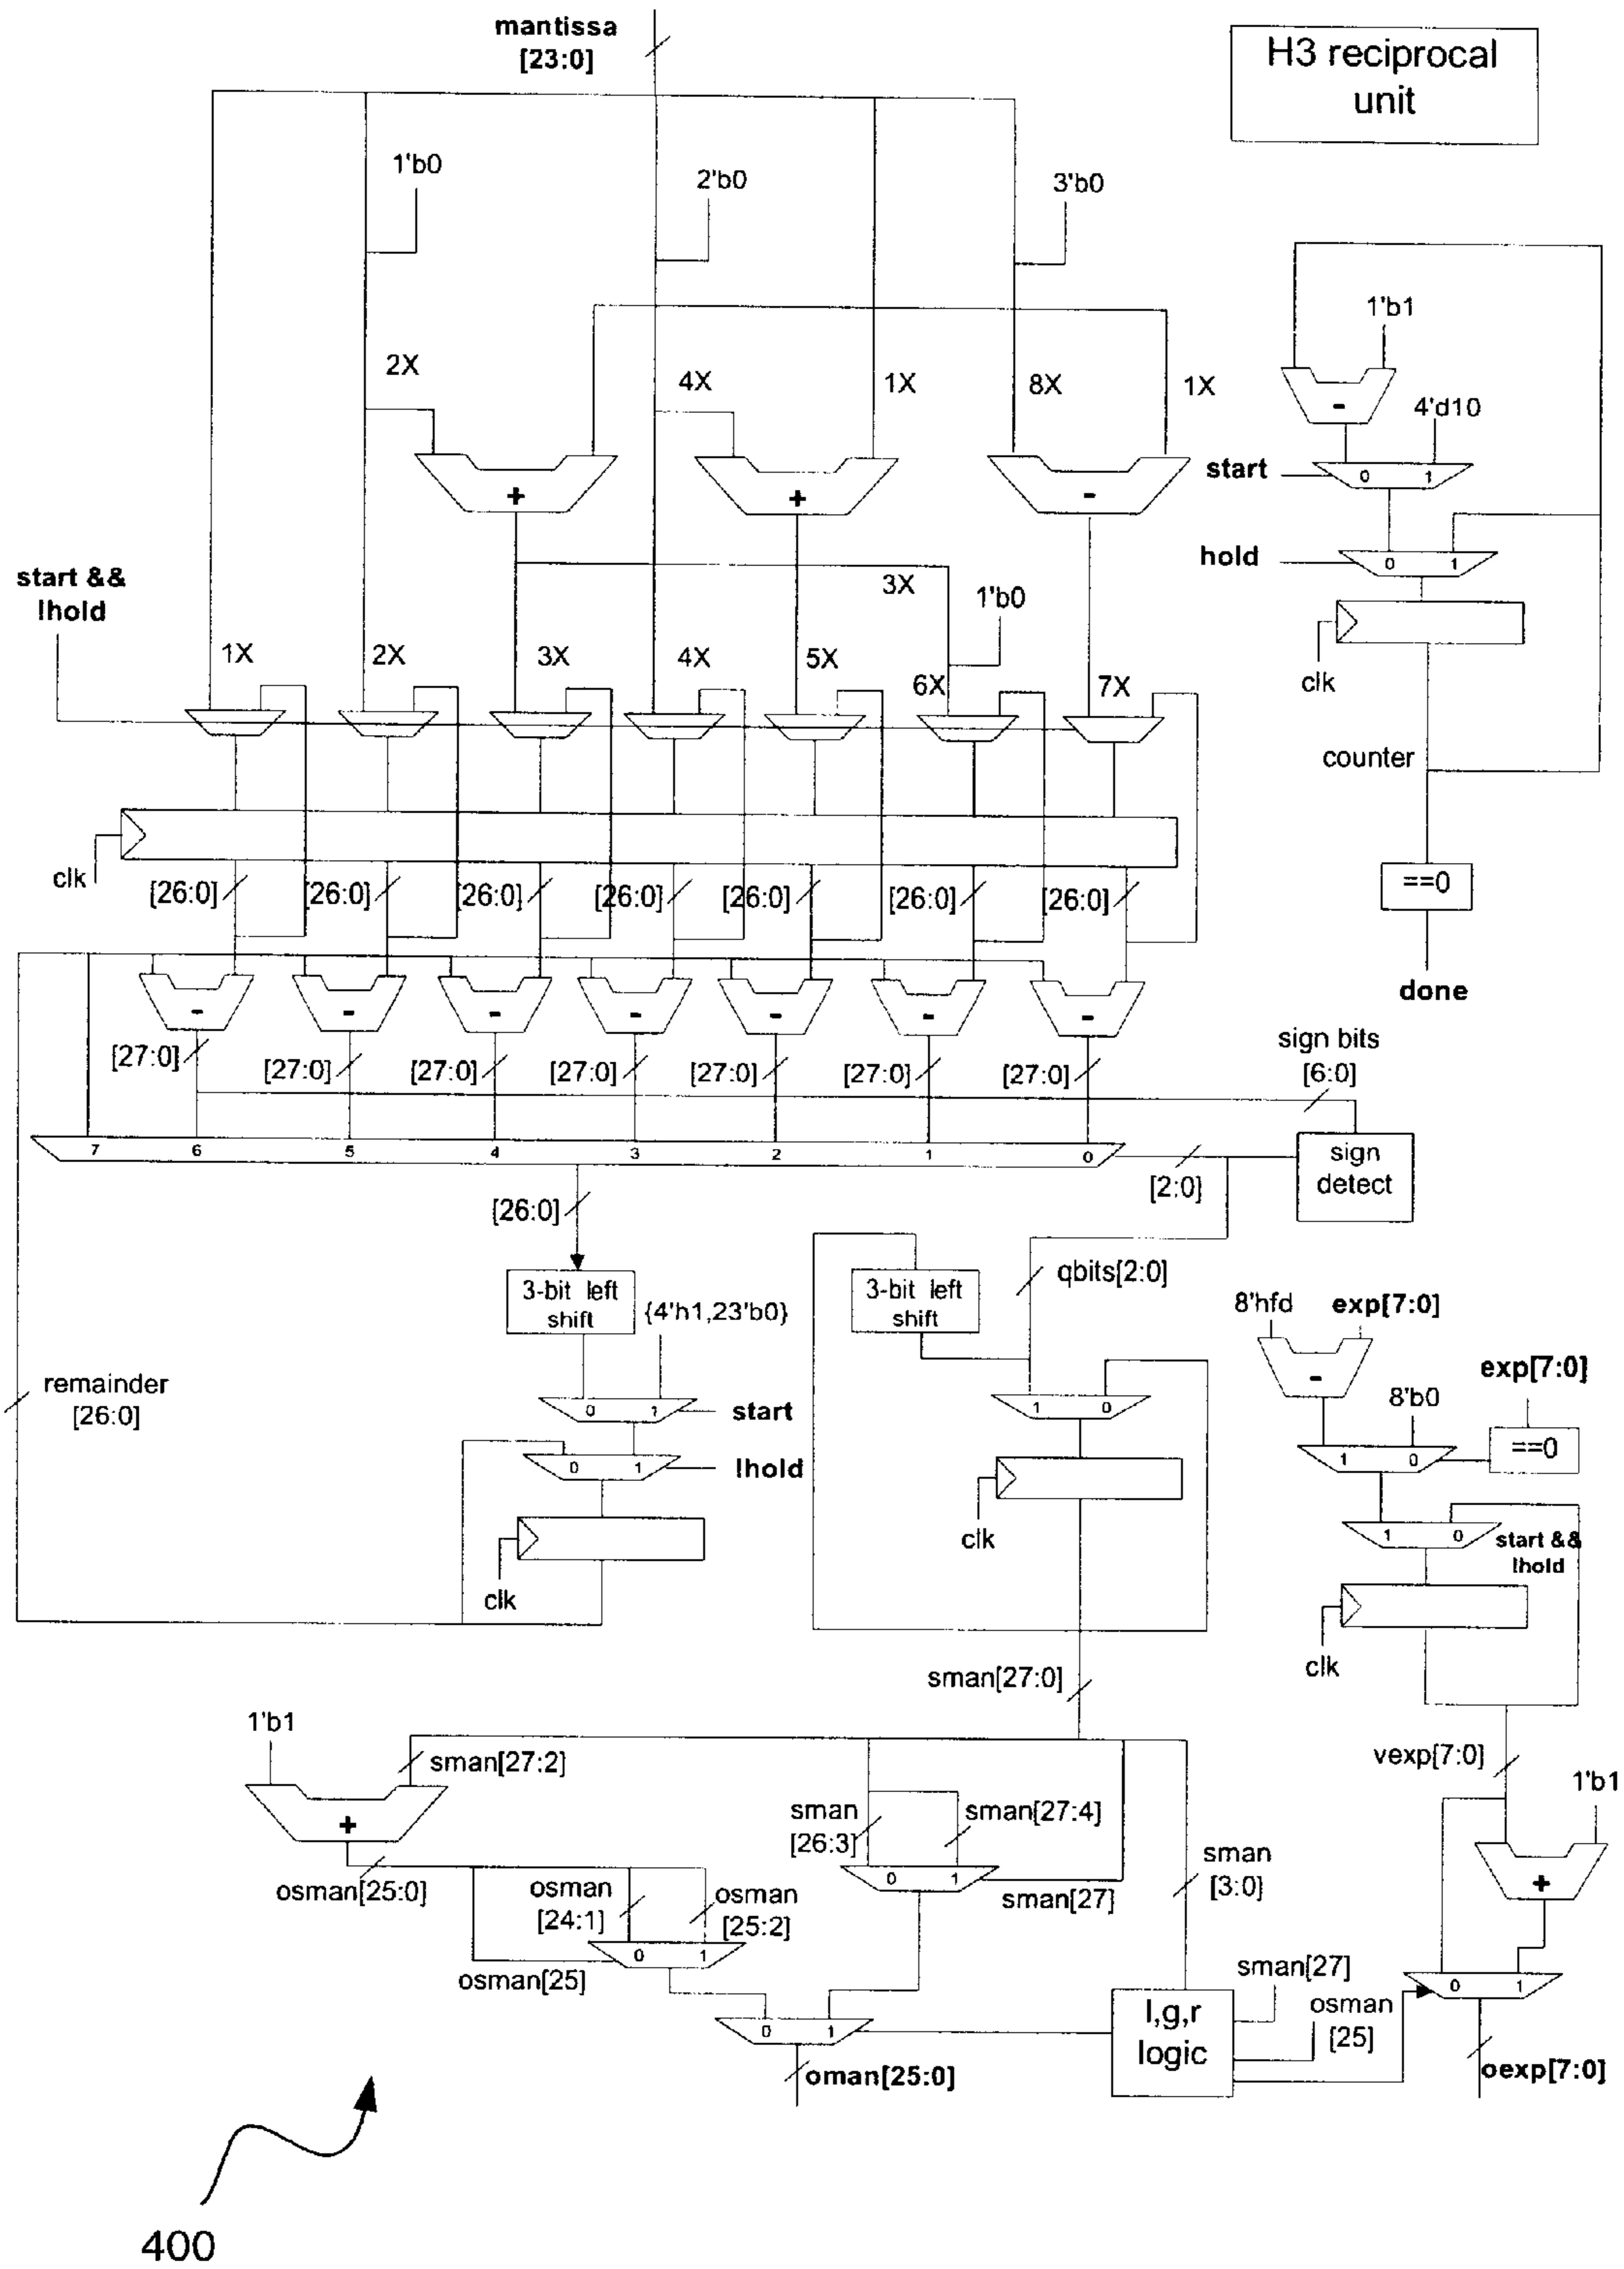 mantissa
[23:0]
H3 reciprocal
unit
1'b0
2'b0
3'b0
1'b1
2X
4X
1X
8X
1X
-
4'd10
start
0 1
+
+
-
hold
0 1
start &&
!hold
3X
1'b0
clk
1X
2X
3X
4X
5X
6X
7X
counter
clk
[26:0]
[26:0]
[26:0]
[26:0]
[26:0]
[26:0]
[26:0]
==0
done
-
-
-
-
-
-
-
[27:0]
[27:0]
[27:0]
[27:0]
[27:0]
[27:0]
[27:0]
sign bits
[6:0]
7 6 5 4 3 2 1 0
sign
detect
[2:0]
[26:0]
3-bit left
shift
{4'h1,23'b0}
3-bit left
shift
qbits[2:0]
8'hfd
exp[7:0]
-
exp[7:0]
remainder
[26:0]
0 1
start
1 0
8'b0
==0
1 0
0 1
!hold
clk
1 0
start &&
!hold
clk
clk
sman[27:0]
1'b1
sman[27:2]
vexp[7:0]
1'b1
+
sman
[26:3]
sman[27:4]
sman
[3:0]
+
osman[25:0]
osman
[24:1]
osman
[25:2]
0 1
sman[27]
0 1
osman[25]
sman[27]
0 1
l,g,r
logic
osman
[25]
0 1
oman[25:0]
oexp[7:0]
400